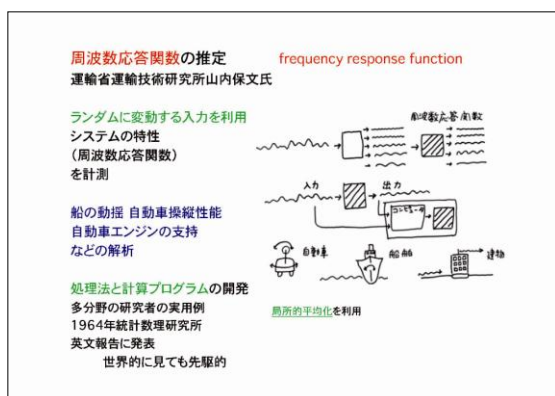 周波数応答関数の推定
frequency response function
運輸省運輸技術研究所山内保文氏
ランダムに変動する入力を利用
システムの特性
（周波数応答関数）
を計測
船の動揺 自動車操縦性能
自動車エンジンの支持
などの解析
処理法と計算プログラムの開発
多分野の研究者の実用例
1964年統計数理研究所
英文報告に発表
世界的に見ても先駆的
周波数応答関数
入力
出力
コンピュータ
自動車
船舶
建物
局所的平均化を利用